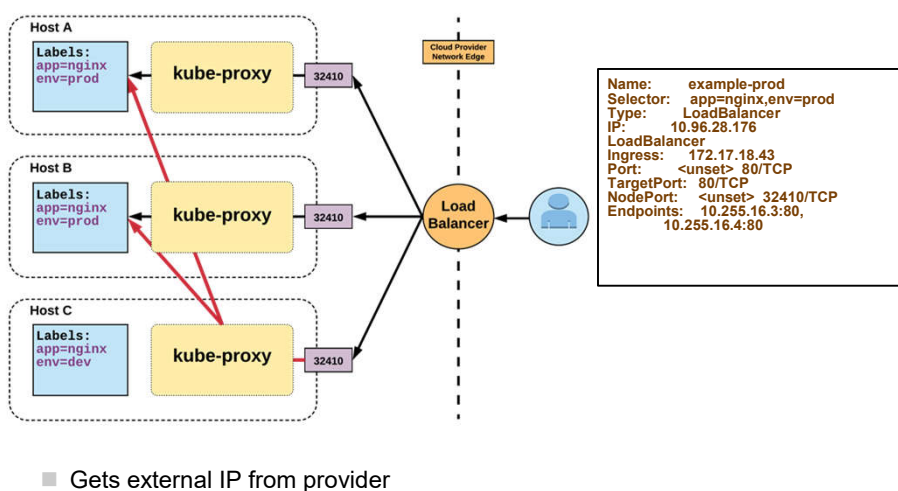 Host A
Labels:
app=nginx
env=prod
kube-proxy
32410
Host B
Labels:
app=nginx
env=prod
kube-proxy
32410
Host C
Labels:
app=nginx
env=dev
kube-proxy
32410
Cloud Provider
Network Edge
Load
Balancer
Name: example-prod
Selector: app=nginx,env=prod
Type: LoadBalancer
IP: 10.96.28.176
LoadBalancer
Ingress: 172.17.18.43
Port: <unset> 80/TCP
TargetPort: 80/TCP
NodePort: <unset> 32410/TCP
Endpoints: 10.255.16.3:80,
10.255.16.4:80
Gets external IP from provider